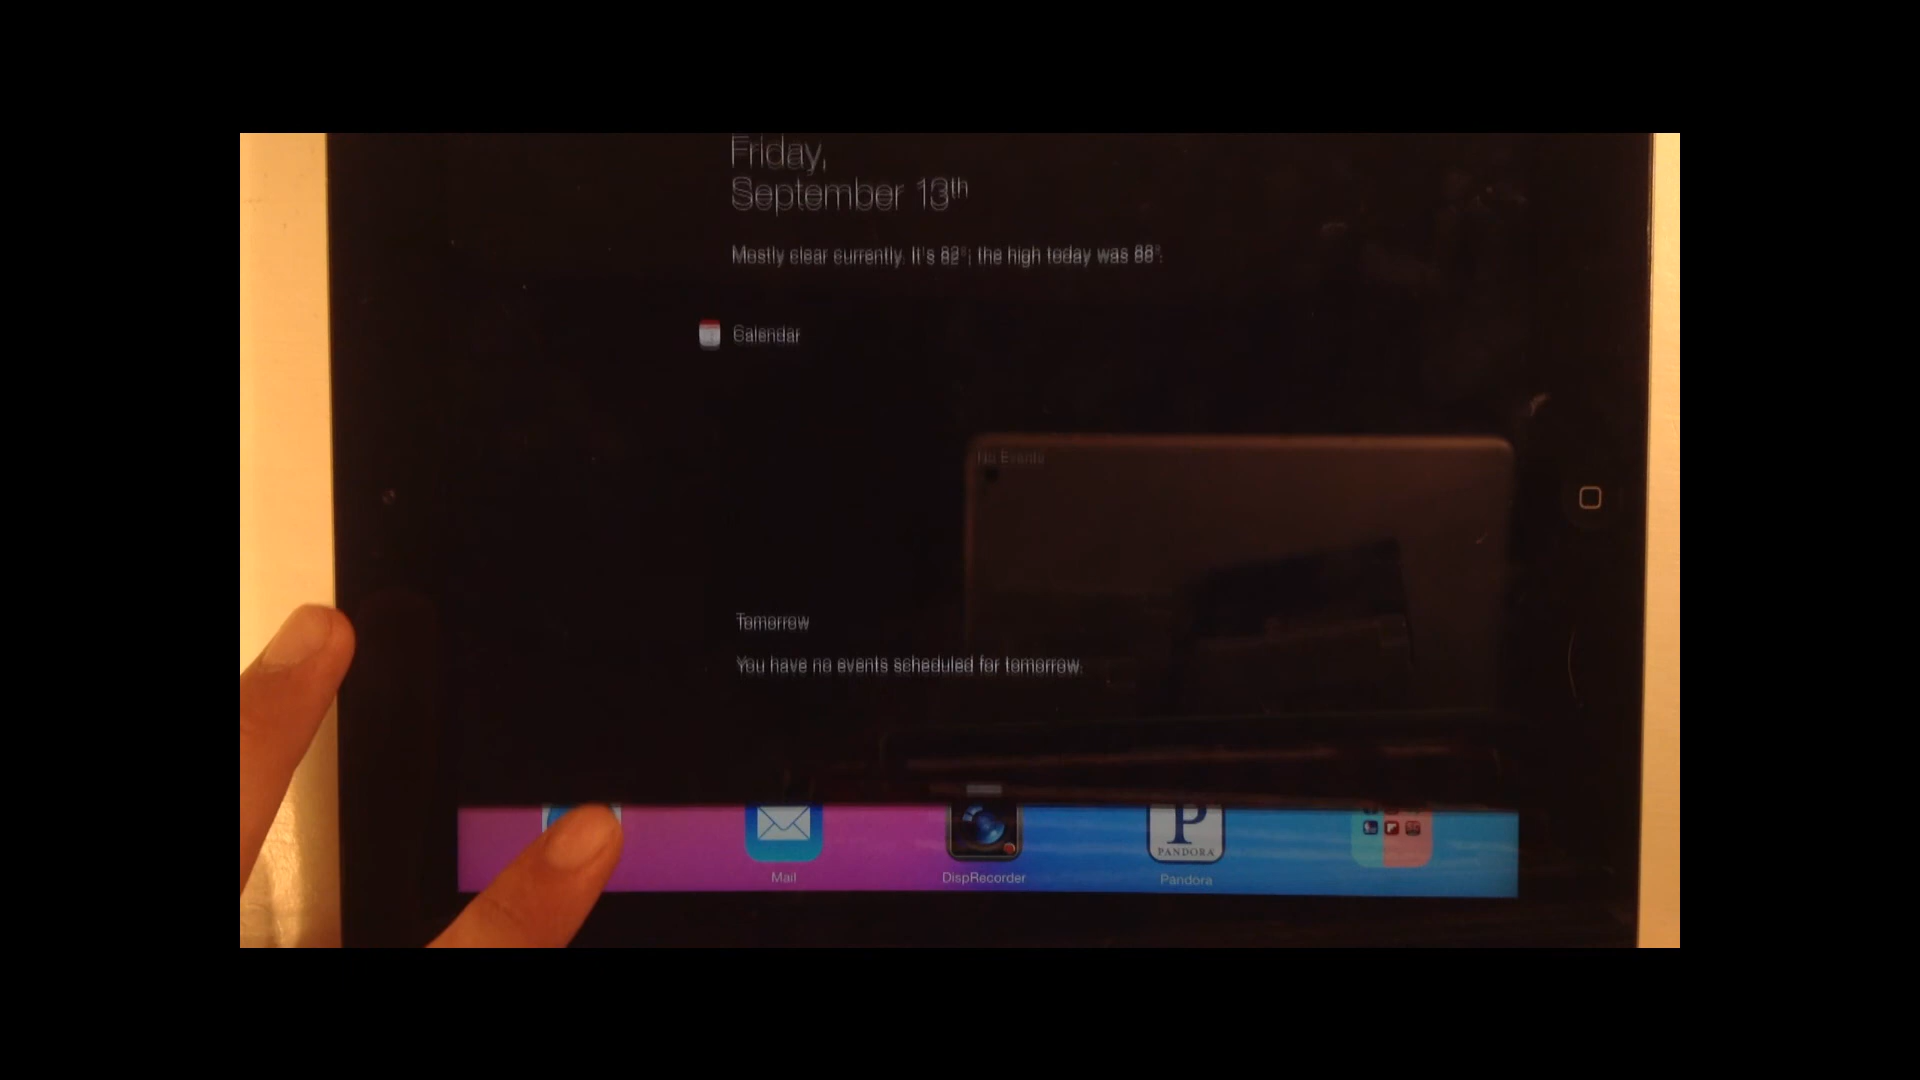 Friday,
September 13th
Mostly clear currently. It's 82°; the high today was 88°.
Calendar
No Events
Tomorrow
You have no events scheduled for tomorrow.
P
PANDORA
Mail
DispRecorder
Pandora